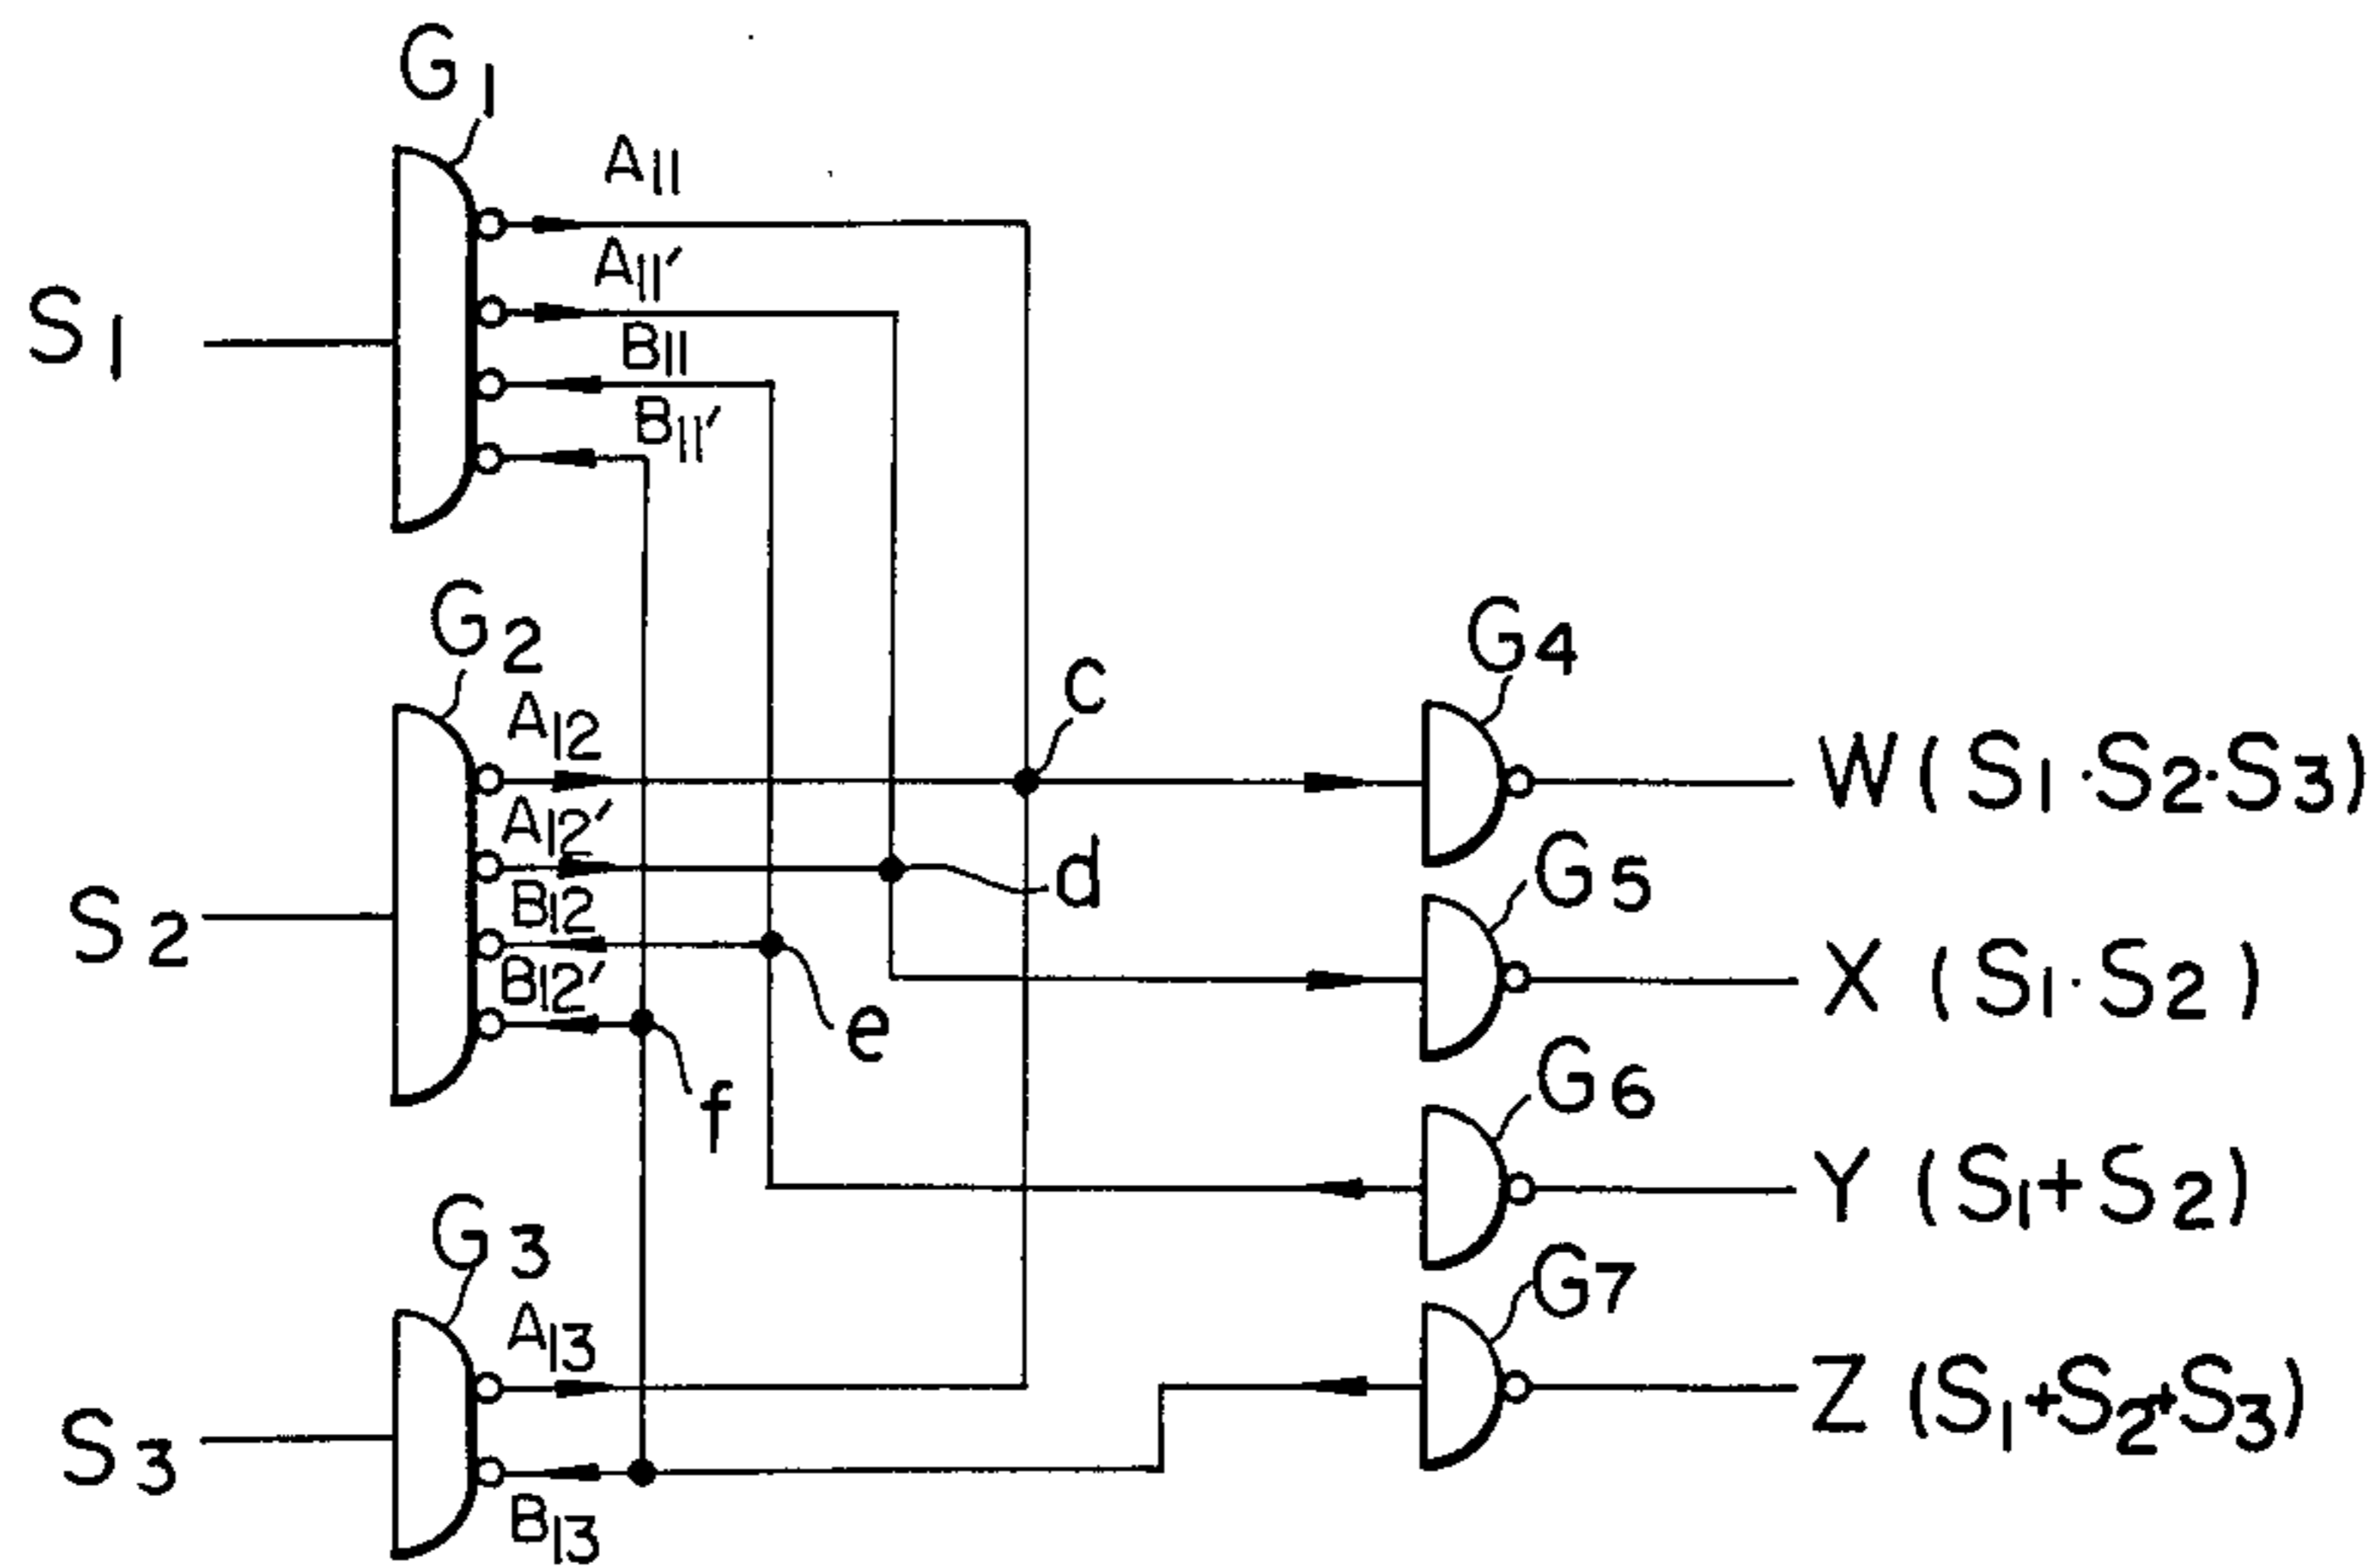 G1
A11
A11′
B11
B11′
S1
G2
A12
A12′
B12
B12′
S2
c
d
e
f
G3
A13
B13
S3
G4
W(S1·S2·S3)
G5
X (S1·S2)
G6
Y (S1+S2)
G7
Z (S1+S2+S3)